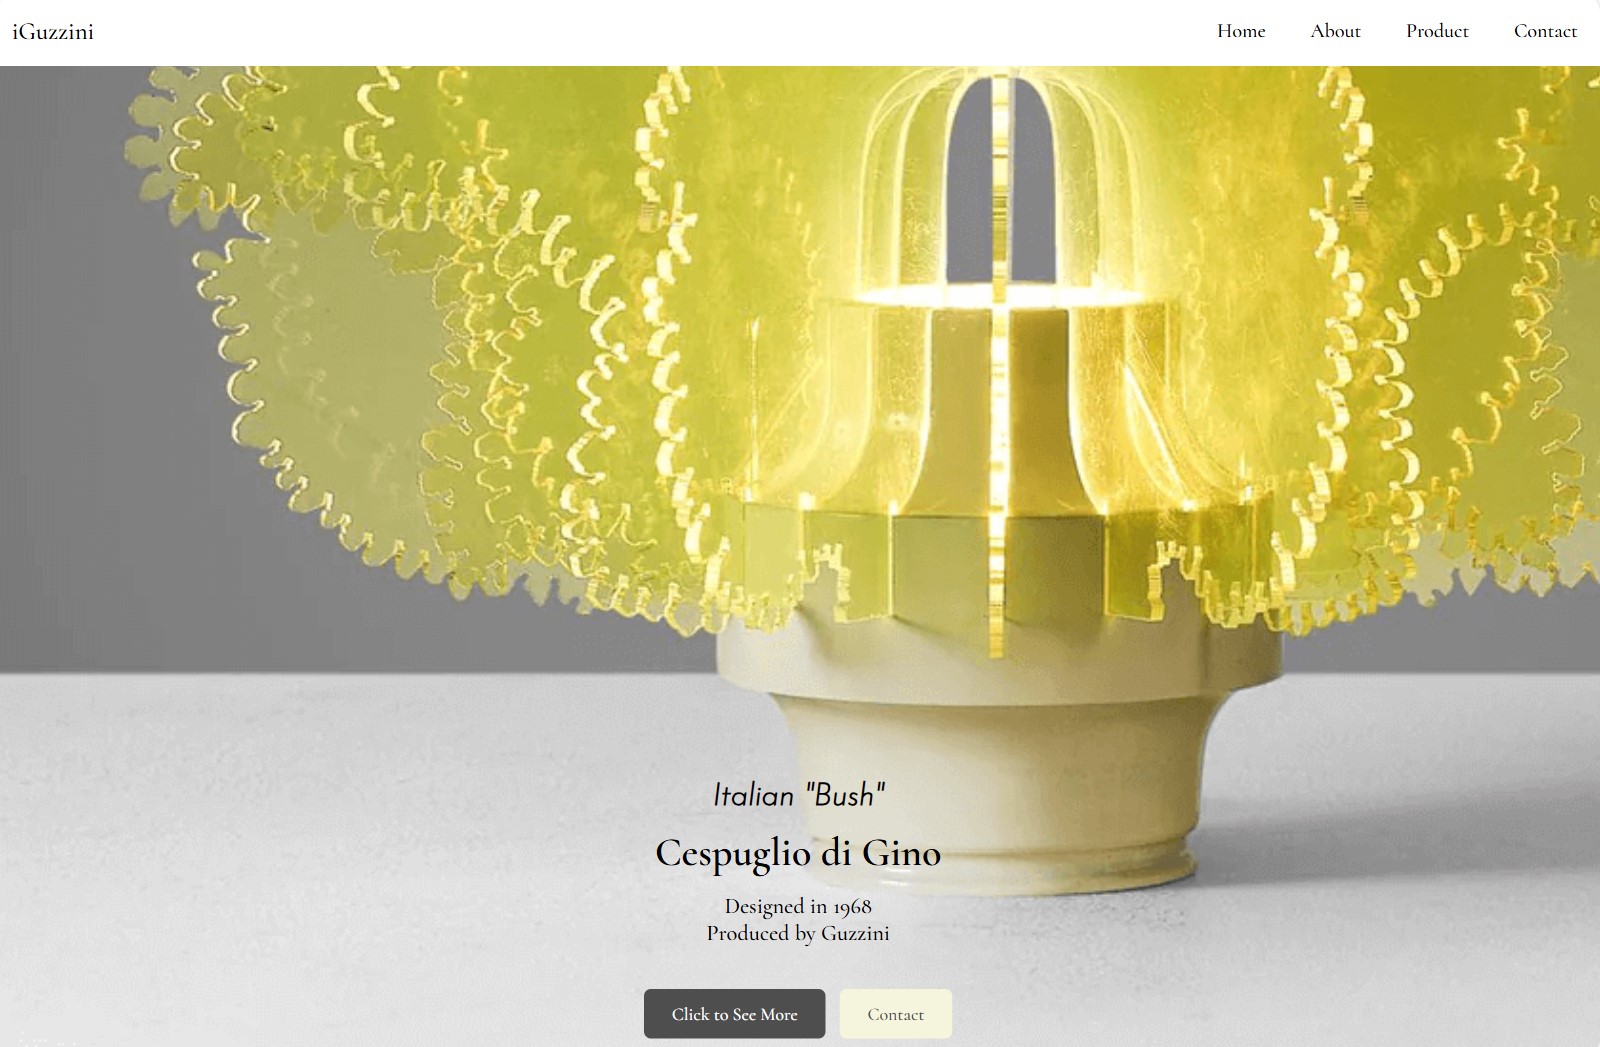 iGuzzini
Home About Product Contact
Italian "Bush"
Cespuglio di Gino
Designed in 1968
Produced by Guzzini
Click to See More Contact